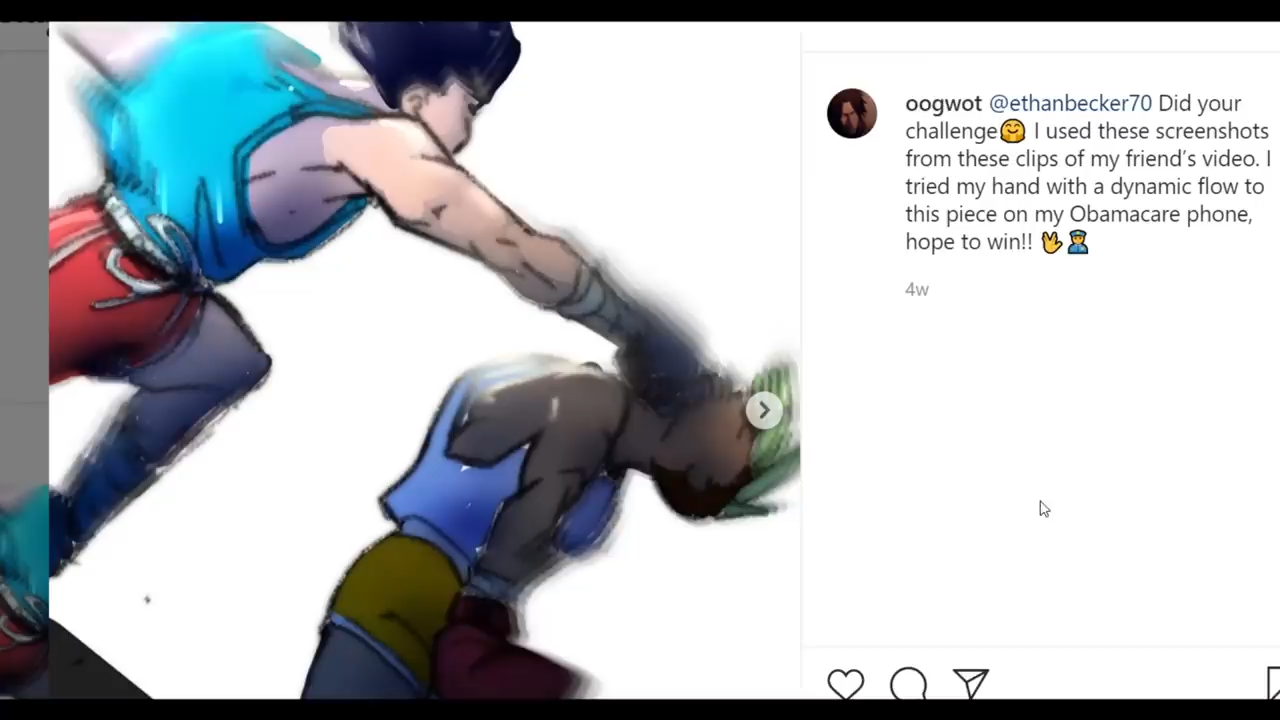 oogwot @ethanbecker70 Did your
challenge🤗 I used these screenshots
from these clips of my friend's video. I
tried my hand with a dynamic flow to
this piece on my Obamacare phone,
hope to win!! 🖖👮
4w